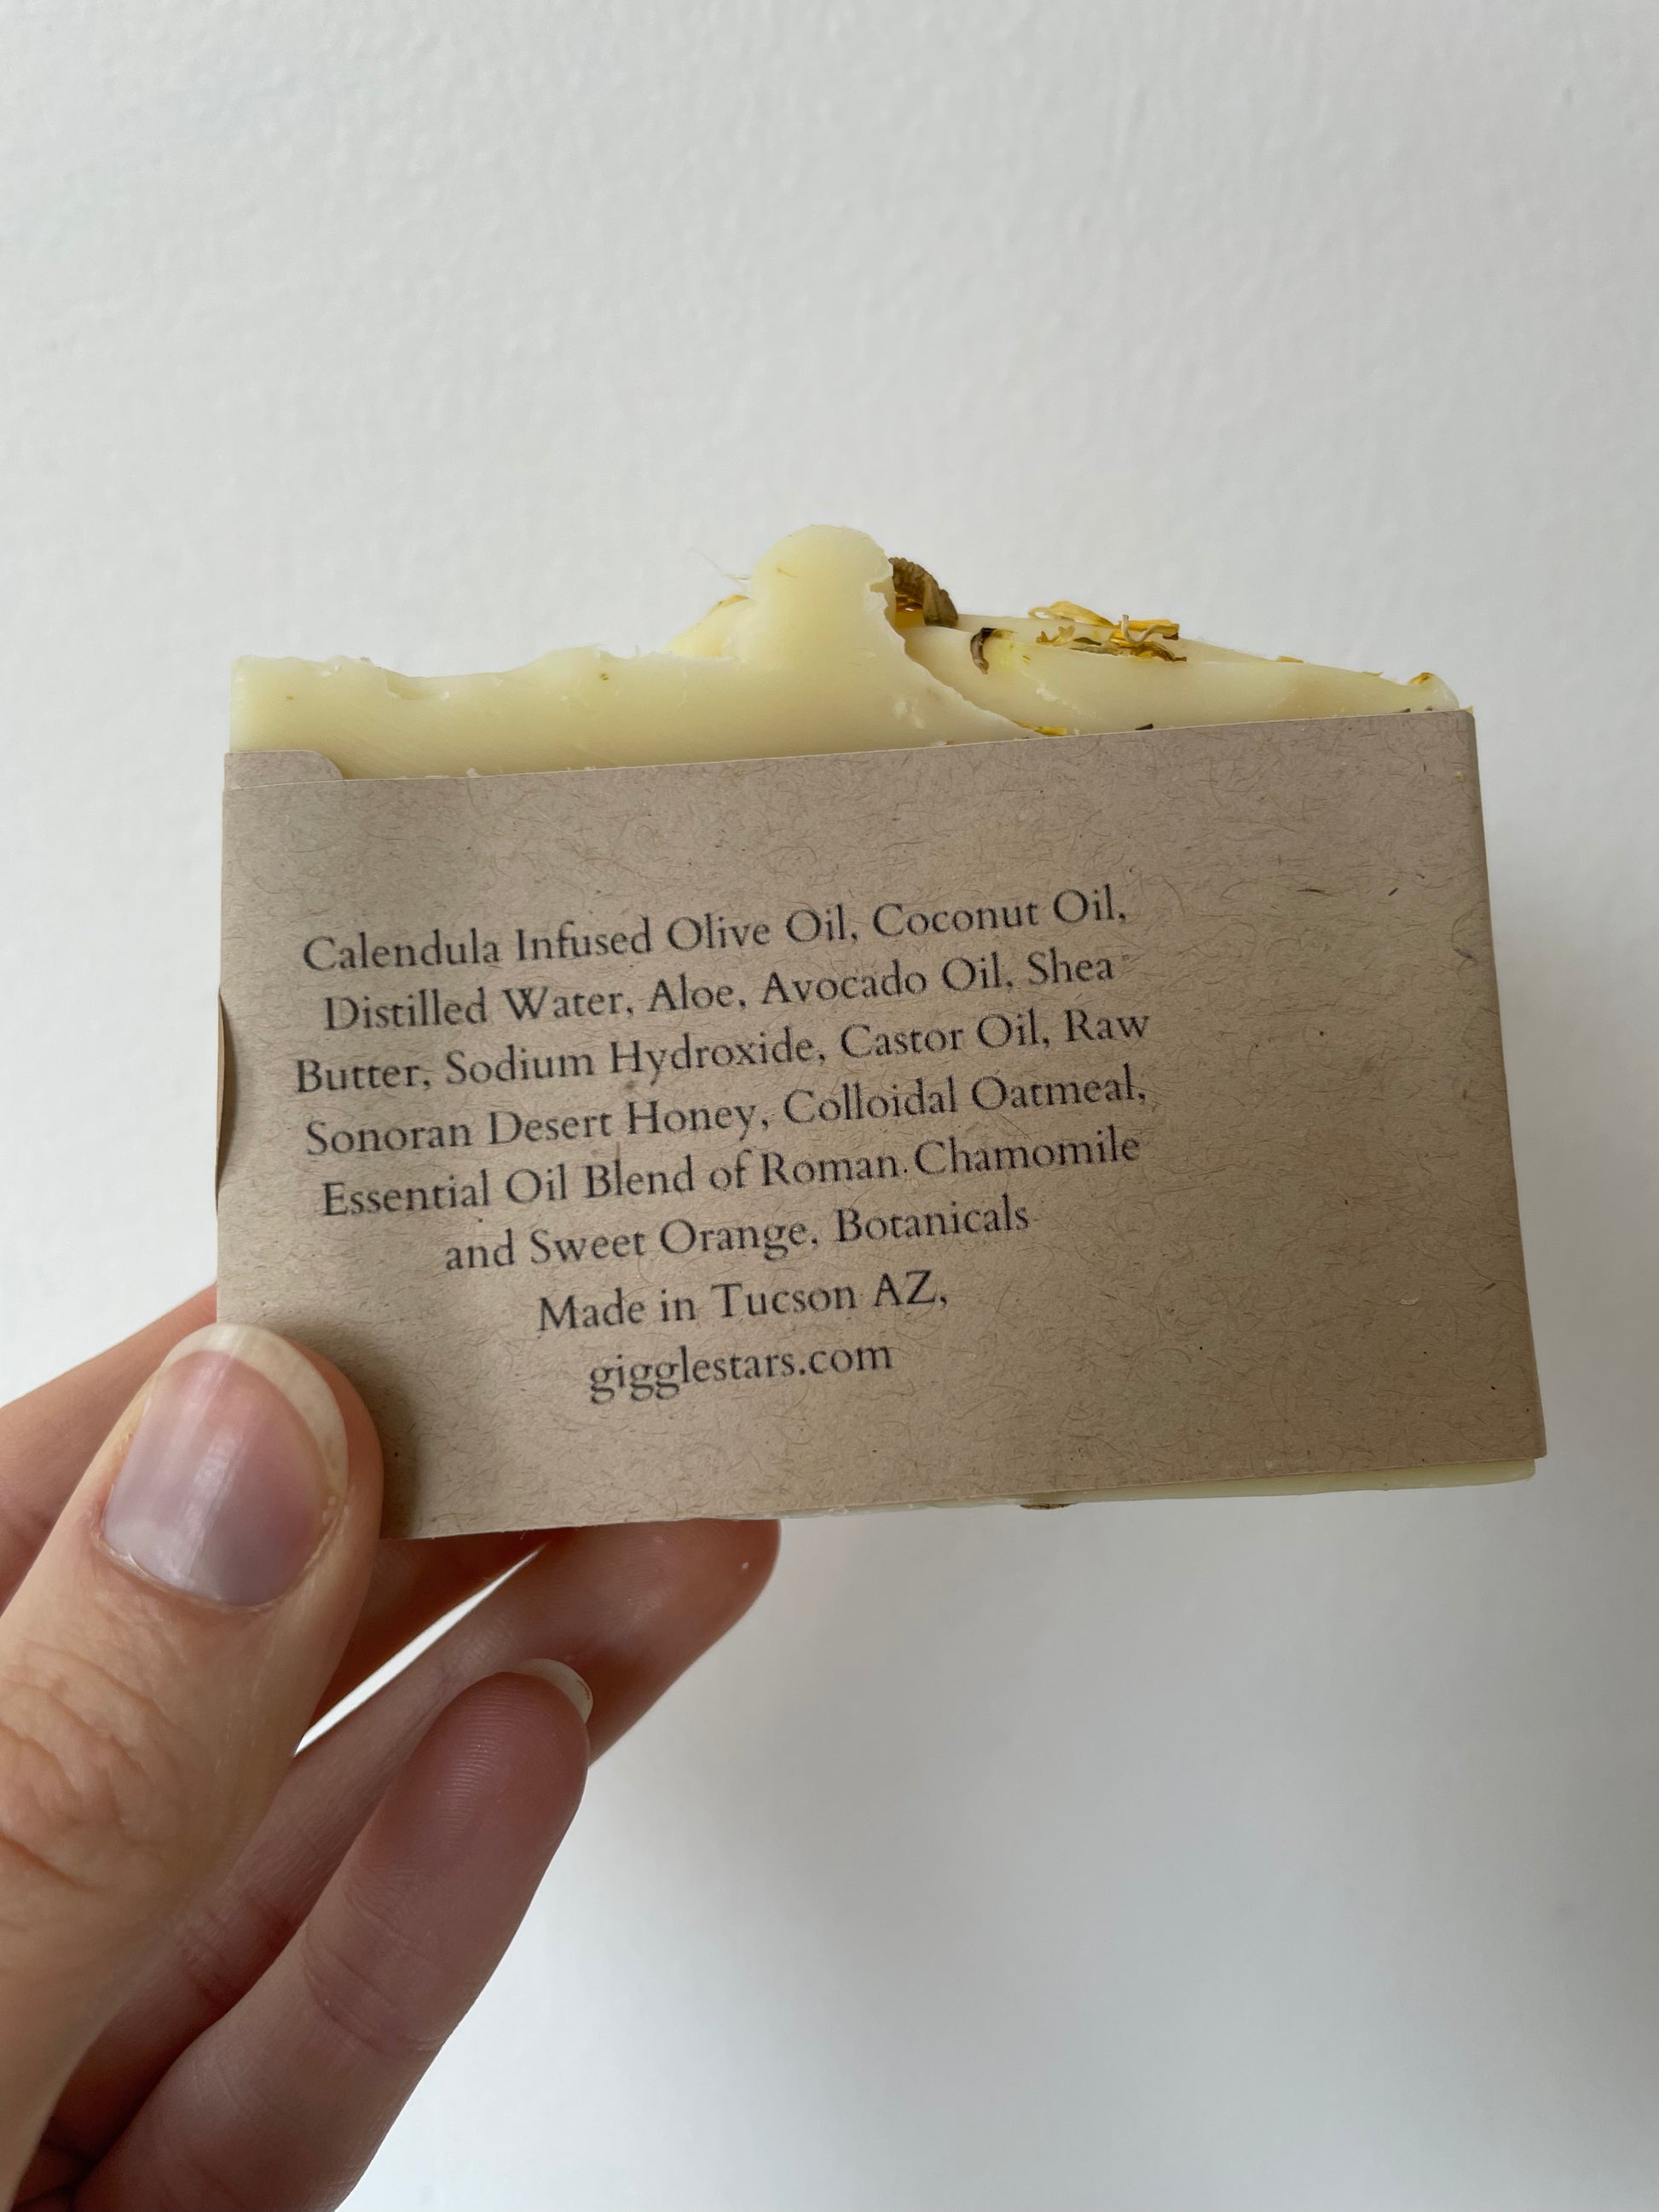 Calendula Infused Olive Oil, Coconut Oil,
Distilled Water, Aloe, Avocado Oil, Shea
Butter, Sodium Hydroxide, Castor Oil, Raw
Sonoran Desert Honey, Colloidal Oatmeal,
Essential Oil Blend of Roman Chamomile
and Sweet Orange, Botanicals
Made in Tucson AZ,
gigglestars.com